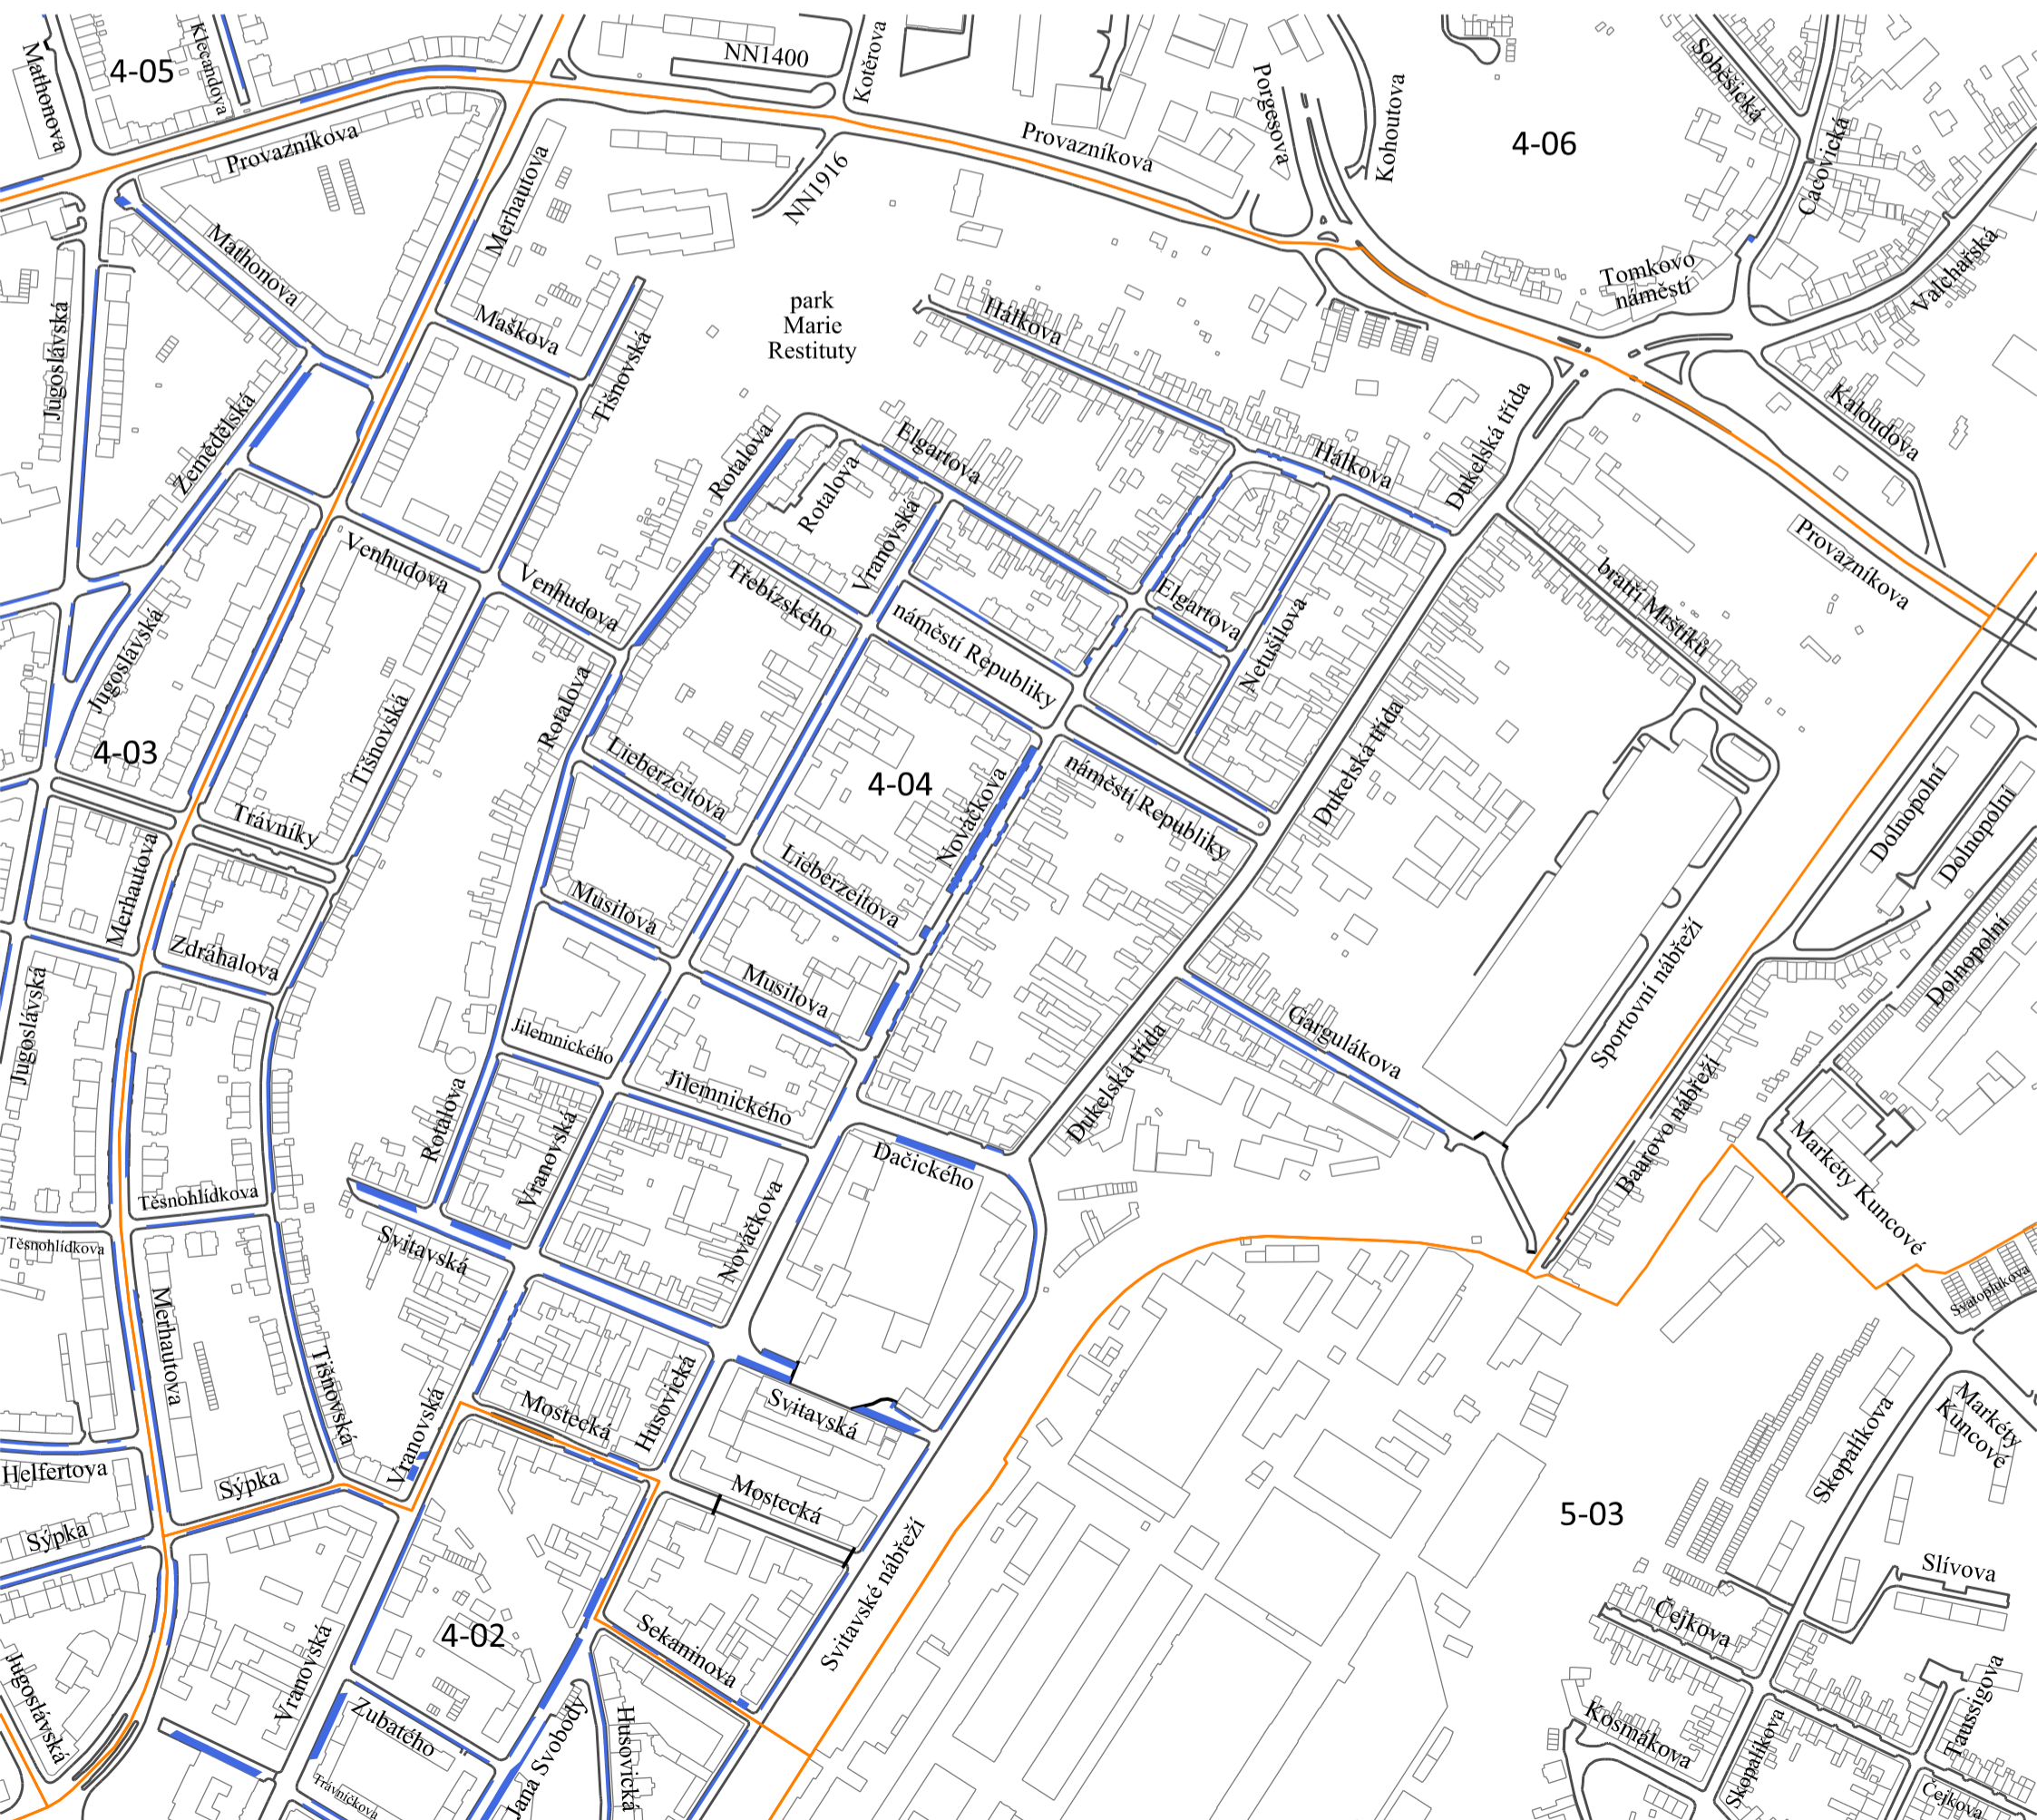 4-05
Klecandova
Mathonova
NN1400
Kotěrova
Provazníkova
Merhautova
NN1916
Provazníkova
Porgesova
Kohoutova
4-06
Soběšická
Cacovická
Valchařská
Tomkovo
náměstí
Mathonova
Jugoslávská
Zemědělská
Maškova
Tišnovská
park
Marie
Restituty
Hálkova
Hálkova
Dukelská třída
Kaloudova
Provazníkova
Rotalova
Rotalova
Elgartova
Vranovská
Venhudova
Venhudova
Třebízského
náměstí Republiky
Elgartova
Netušilova
bratří Mrštíků
Jugoslávská
4-03
Tišnovská
Rotalova
Lieberzeitova
4-04
Nováčkova
náměstí Republiky
Dukelská třída
Dolnopolní
Dolnopolní
Dolnopolní
Trávníky
Merhautova
Zdráhalova
Musilova
Lieberzeitova
Musilova
Jugoslávská
Jilemnického
Jilemnického
Gargulákova
Dukelská třída
Sportovní nábřeží
Baarovo nábřeží
Markéty Kuncové
Rotalova
Vranovská
Dačického
Těsnohlídkova
Těsnohlídkova
Svitavská
Nováčkova
Svatoplukova
Merhautova
Tišnovská
Vranovská
Mostecká
Husovická
Svitavská
Mostecká
Helfertova
Sýpka
Sýpka
Skopalíkova
Markéty
Kuncové
5-03
Slívova
Čejkova
Svitavské nábřeží
4-02
Sekaninova
Jugoslávská
Vranovská
Zubatého
Trávníčkova
Jana Svobody
Husovická
Kosmákova
Skopalíkova
Taussigova
Čejkova